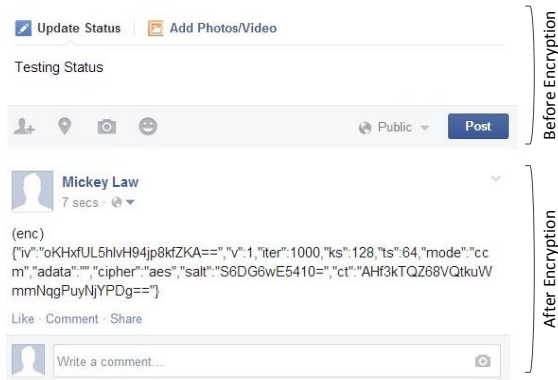 Update Status Add Photos/Video
Testing Status
Public Post
Before Encryption
Mickey Law
7 secs ·
(enc)
{"iv":"oKHxfUL5hlvH94jp8kfZKA==","v":1,"iter":1000,"ks":128,"ts":64,"mode":"cc
m","adata":"","cipher":"aes","salt":"S6DG6wE5410=","ct":"AHf3kTQZ68VQtkuW
mmNqgPuyNjYPDg=="}
Like · Comment · Share
Write a comment...
After Encryption